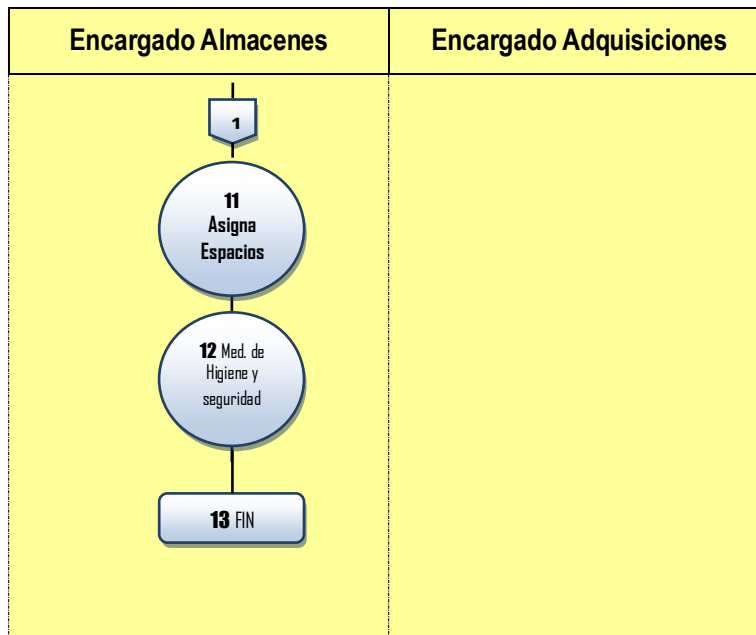 Encargado Almacenes
Encargado Adquisiciones
1
11
Asigna
Espacios
12 Med. de
Higiene y
seguridad
13 FIN